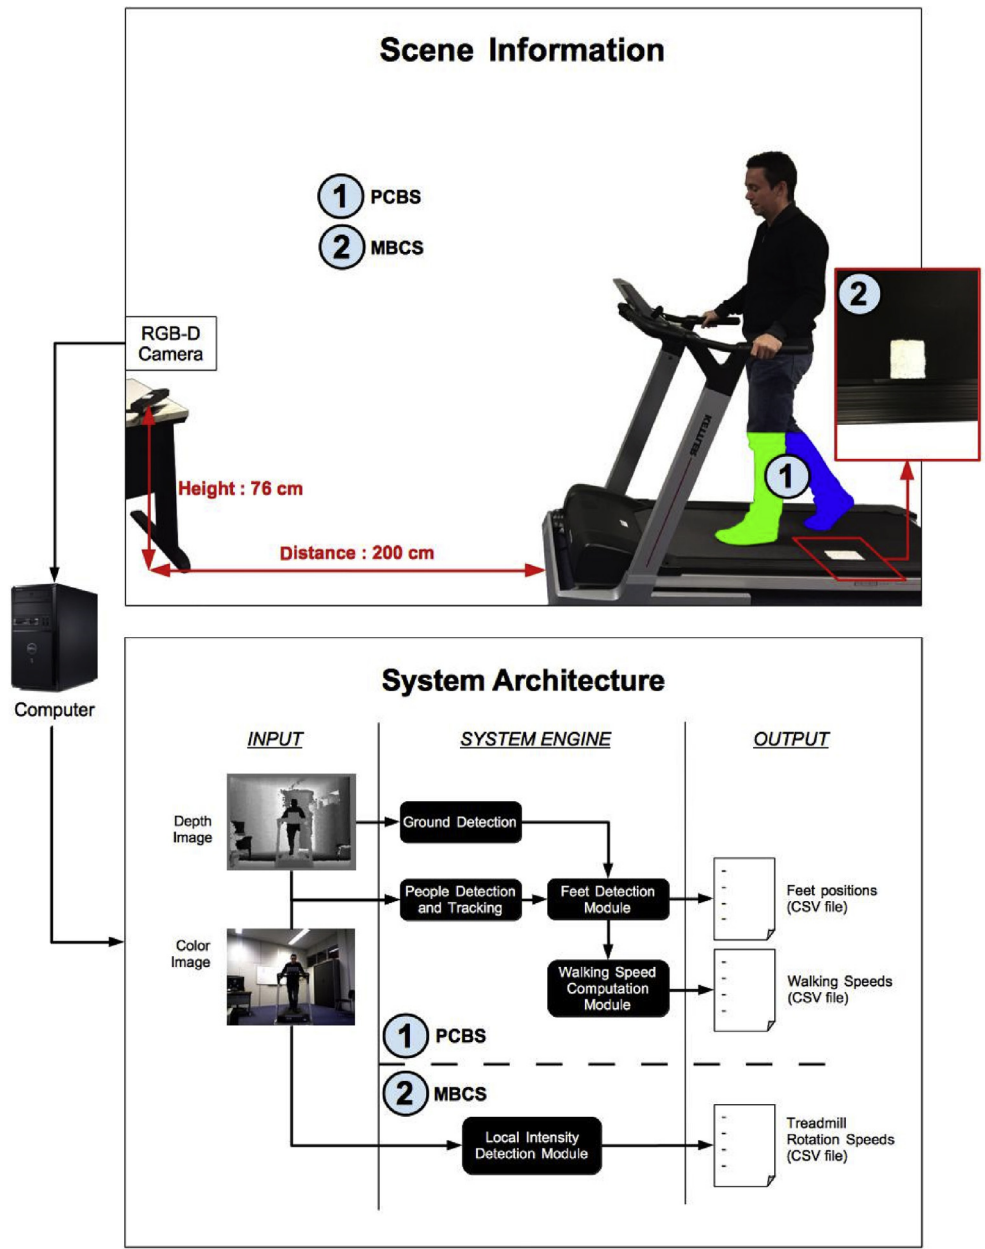 Scene Information
1 PCBS
2 MBCS
2
RGB-D
Camera
KETTLER
1
Height : 76 cm
Distance : 200 cm
Computer
System Architecture
INPUT
SYSTEM ENGINE
OUTPUT
Depth
Image
Ground Detection
People Detection
and Tracking
Feet Detection
Module
Feet positions
(CSV file)
Color
Image
Walking Speed
Computation
Module
Walking Speeds
(CSV file)
1 PCBS
2 MBCS
Local Intensity
Detection Module
Treadmill
Rotation Speeds
(CSV file)